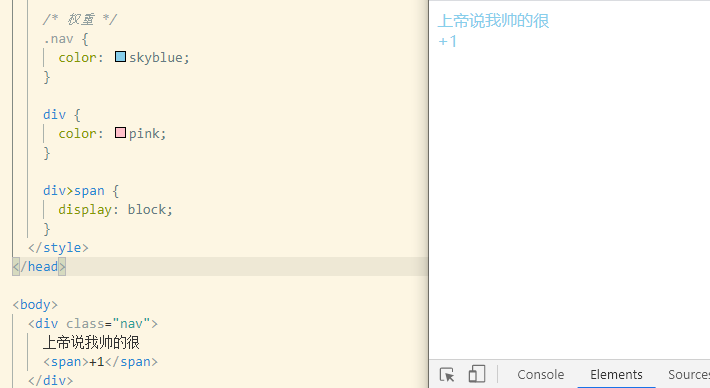 /* 权重 */
.nav {
color: skyblue;
}
div {
color: pink;
}
div>span {
display: block;
}
</style>
</head>
<body>
<div class="nav">
上帝说我帅的很
<span>+1</span>
</div>
上帝说我帅的很
+1
Console Elements Sources